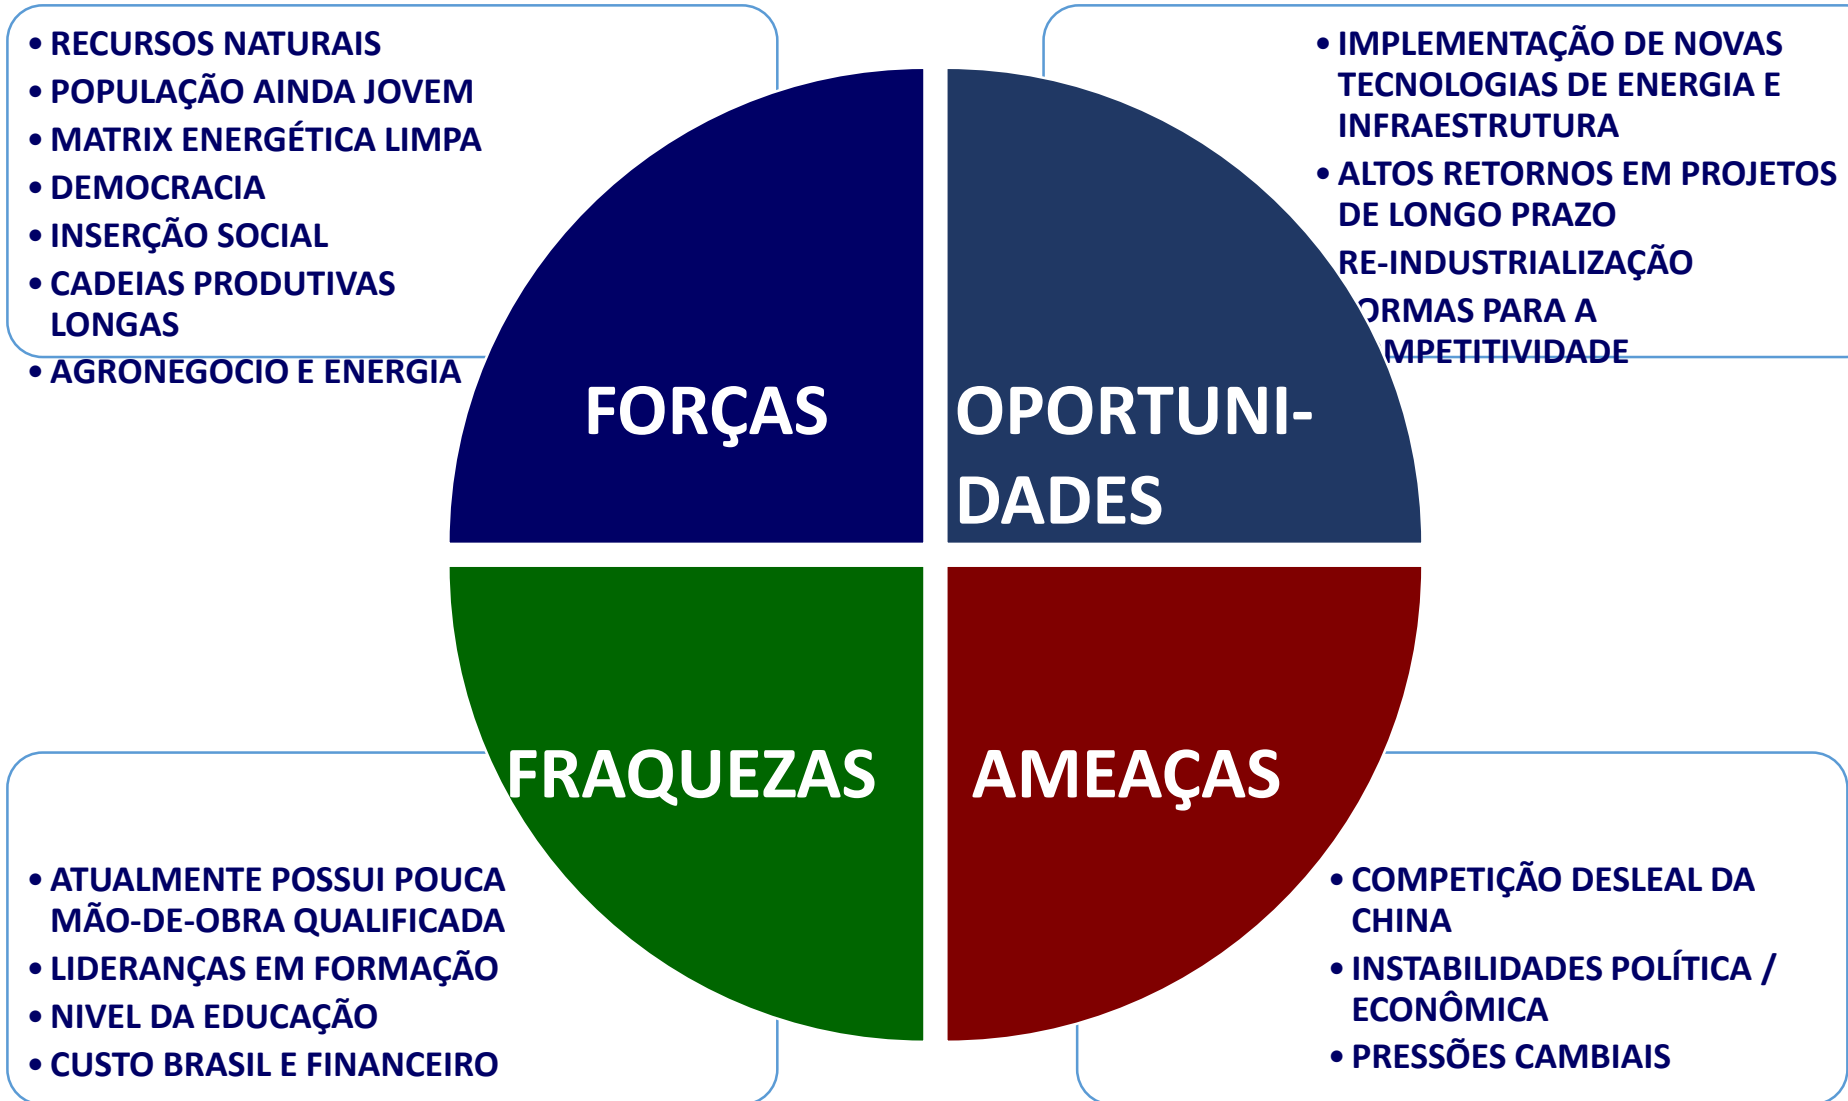 • RECURSOS NATURAIS
• POPULAÇÃO AINDA JOVEM
• MATRIX ENERGÉTICA LIMPA
• DEMOCRACIA
• INSERÇÃO SOCIAL
• CADEIAS PRODUTIVAS
LONGAS
• AGRONEGOCIO E ENERGIA
• IMPLEMENTAÇÃO DE NOVAS
TECNOLOGIAS DE ENERGIA E
INFRAESTRUTURA
• ALTOS RETORNOS EM PROJETOS
DE LONGO PRAZO
RE-INDUSTRIALIZAÇÃO
ORMAS PARA A
MPETITIVIDADE
FORÇAS
OPORTUNI-
DADES
FRAQUEZAS
AMEAÇAS
• ATUALMENTE POSSUI POUCA
MÃO-DE-OBRA QUALIFICADA
• LIDERANÇAS EM FORMAÇÃO
• NIVEL DA EDUCAÇÃO
• CUSTO BRASIL E FINANCEIRO
• COMPETIÇÃO DESLEAL DA
CHINA
• INSTABILIDADES POLÍTICA /
ECONÔMICA
• PRESSÕES CAMBIAIS